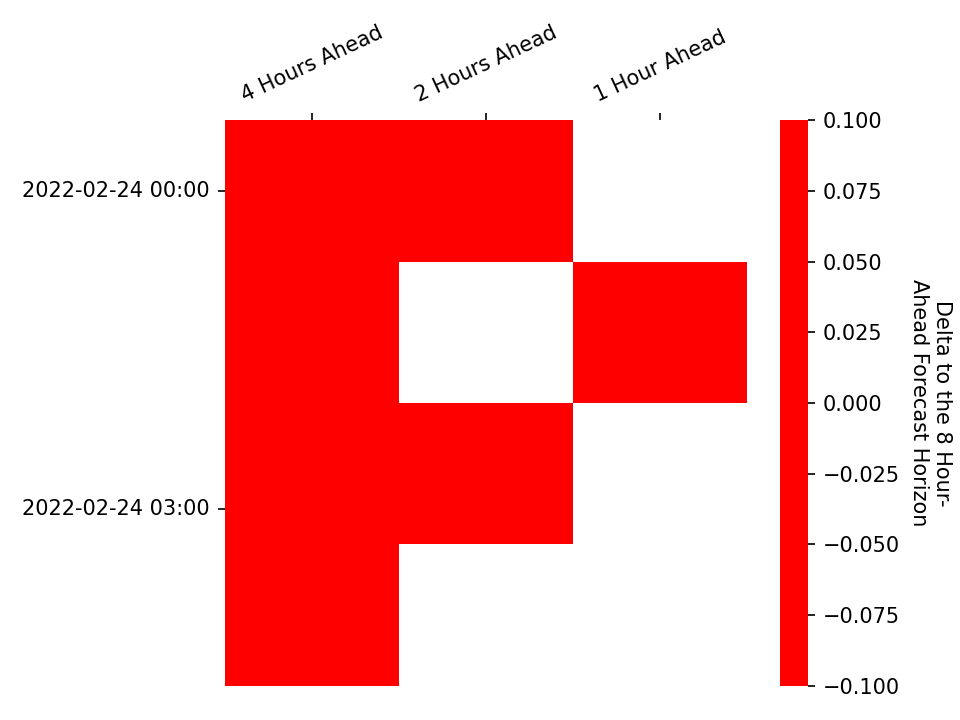 4 Hours Ahead
2 Hours Ahead
1 Hour Ahead
2022-02-24 00:00
2022-02-24 03:00
0.100
0.075
0.050
0.025
0.000
−0.025
−0.050
−0.075
−0.100
Delta to the 8 Hour-
Ahead Forecast Horizon